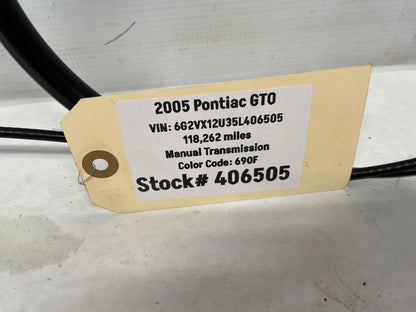 2005 Pontiac GTO
VIN: 6G2VX12U35L406505
118,262 miles
Manual Transmission
Color Code: 690F
Stock# 406505